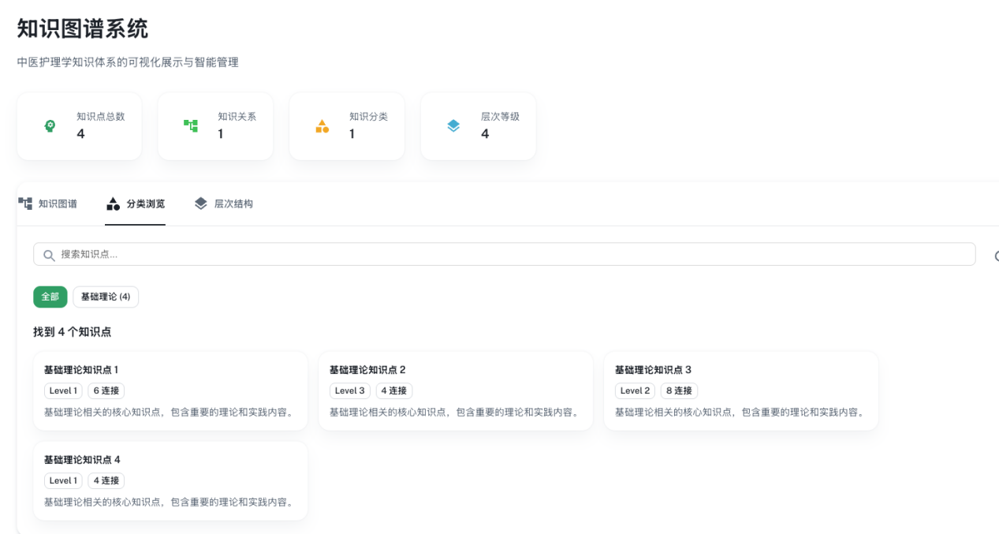 知识图谱系统
中医护理学知识体系的可视化展示与智能管理
知识点总数
4
知识关系
1
知识分类
1
层次等级
4
知识图谱 分类浏览 层次结构
搜索知识点...
全部 基础理论 (4)
找到 4 个知识点
基础理论知识点 1
Level 1 6 连接
基础理论相关的核心知识点，包含重要的理论和实践内容。
基础理论知识点 2
Level 3 4 连接
基础理论相关的核心知识点，包含重要的理论和实践内容。
基础理论知识点 3
Level 2 8 连接
基础理论相关的核心知识点，包含重要的理论和实践内容。
基础理论知识点 4
Level 1 4 连接
基础理论相关的核心知识点，包含重要的理论和实践内容。